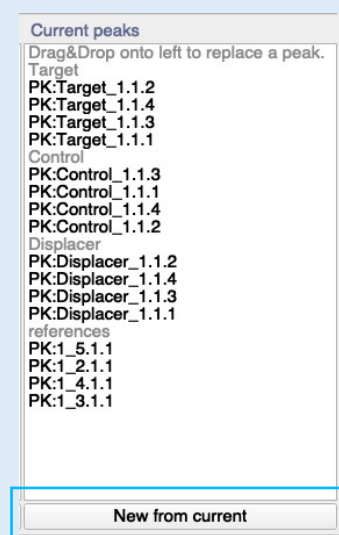 Current peaks
Drag&Drop onto left to replace a peak.
Target
PK:Target_1.1.2
PK:Target_1.1.4
PK:Target_1.1.3
PK:Target_1.1.1
Control
PK:Control_1.1.3
PK:Control_1.1.1
PK:Control_1.1.4
PK:Control_1.1.2
Displacer
PK:Displacer_1.1.2
PK:Displacer_1.1.4
PK:Displacer_1.1.3
PK:Displacer_1.1.1
references
PK:1_5.1.1
PK:1_2.1.1
PK:1_4.1.1
PK:1_3.1.1
New from current